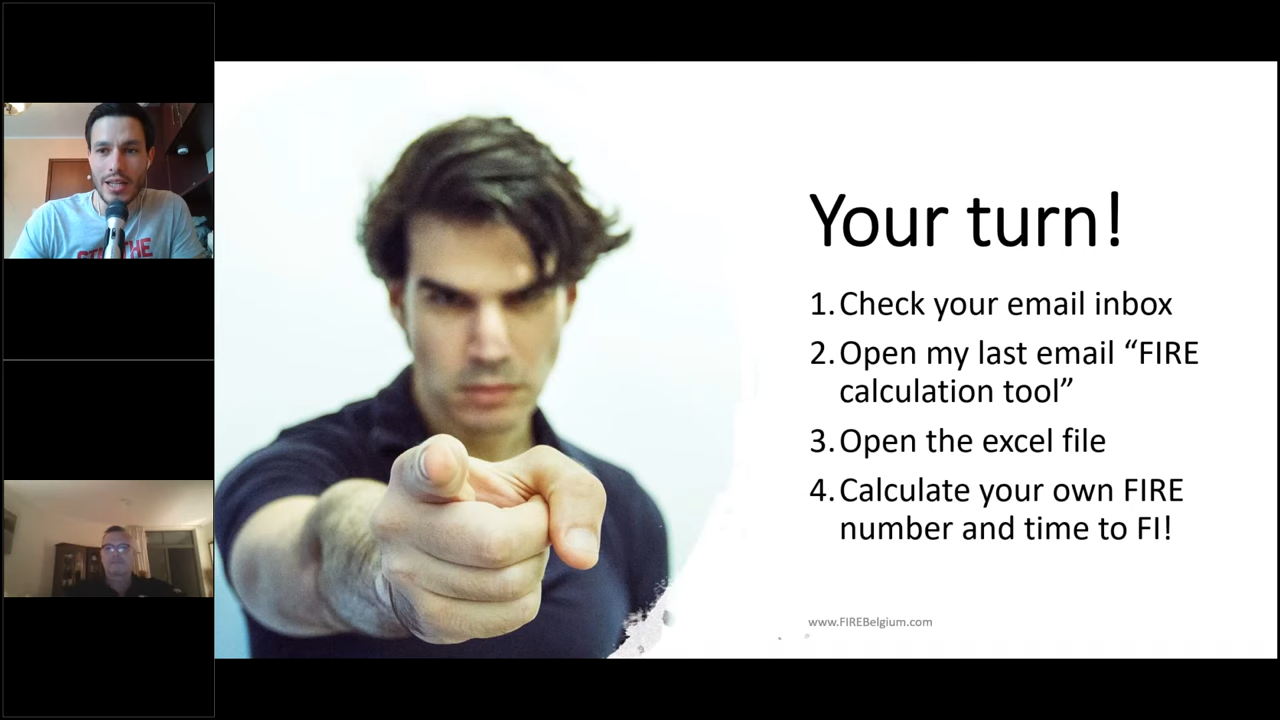 Your turn!
1. Check your email inbox
2. Open my last email “FIRE
calculation tool”
3. Open the excel file
4. Calculate your own FIRE
number and time to FI!
www.FIREBelgium.com